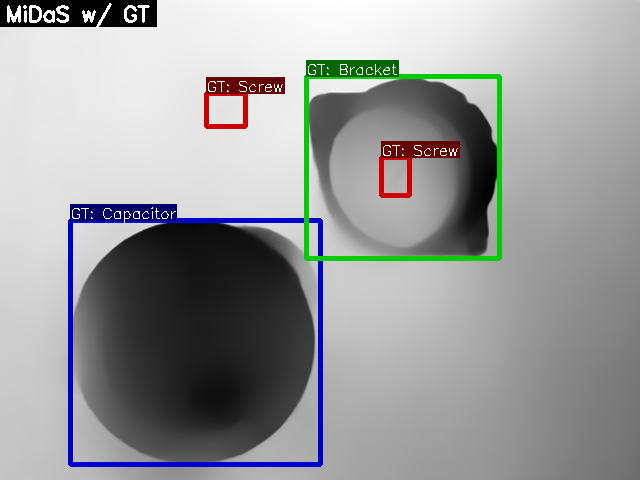 MiDaS w/ GT
GT: Bracket
GT: Screw
GT: Screw
GT: Capacitor